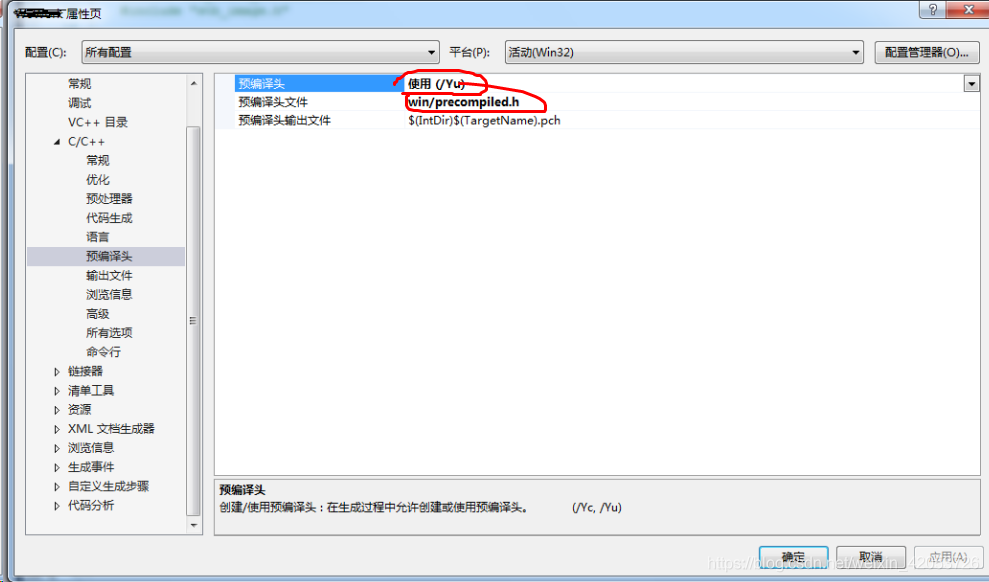 属性页
配置(C): 所有配置 平台(P): 活动(Win32) 配置管理器(O)...
常规
调试
VC++ 目录
C/C++
常规
优化
预处理器
代码生成
语言
预编译头
输出文件
浏览信息
高级
所有选项
命令行
链接器
清单工具
资源
XML 文档生成器
浏览信息
生成事件
自定义生成步骤
代码分析
预编译头 使用 (/Yu)
预编译头文件 win/precompiled.h
预编译头输出文件 $(IntDir)$(TargetName).pch
预编译头
创建/使用预编译头：在生成过程中允许创建或使用预编译头。 (/Yc, /Yu)
确定 取消 应用(A)